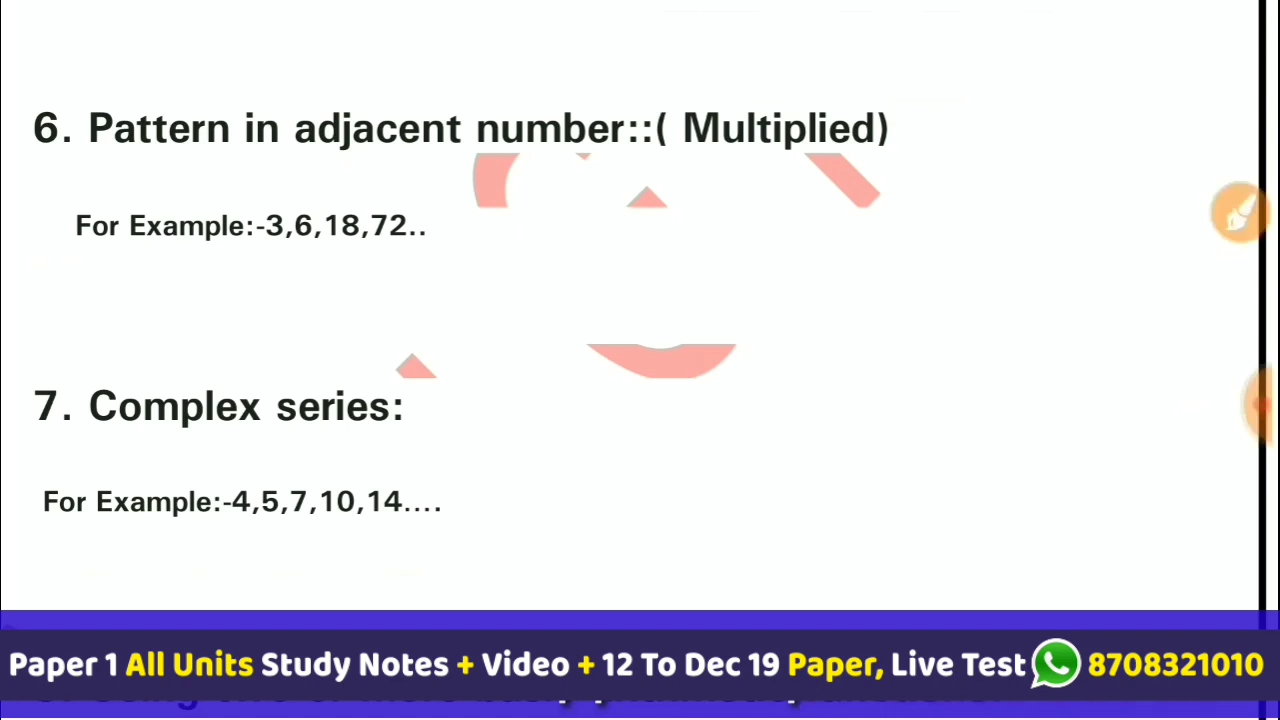 6. Pattern in adjacent number::( Multiplied)
For Example:-3,6,18,72..
7. Complex series:
For Example:-4,5,7,10,14....
Paper 1 All Units Study Notes + Video + 12 To Dec 19 Paper, Live Test 8708321010